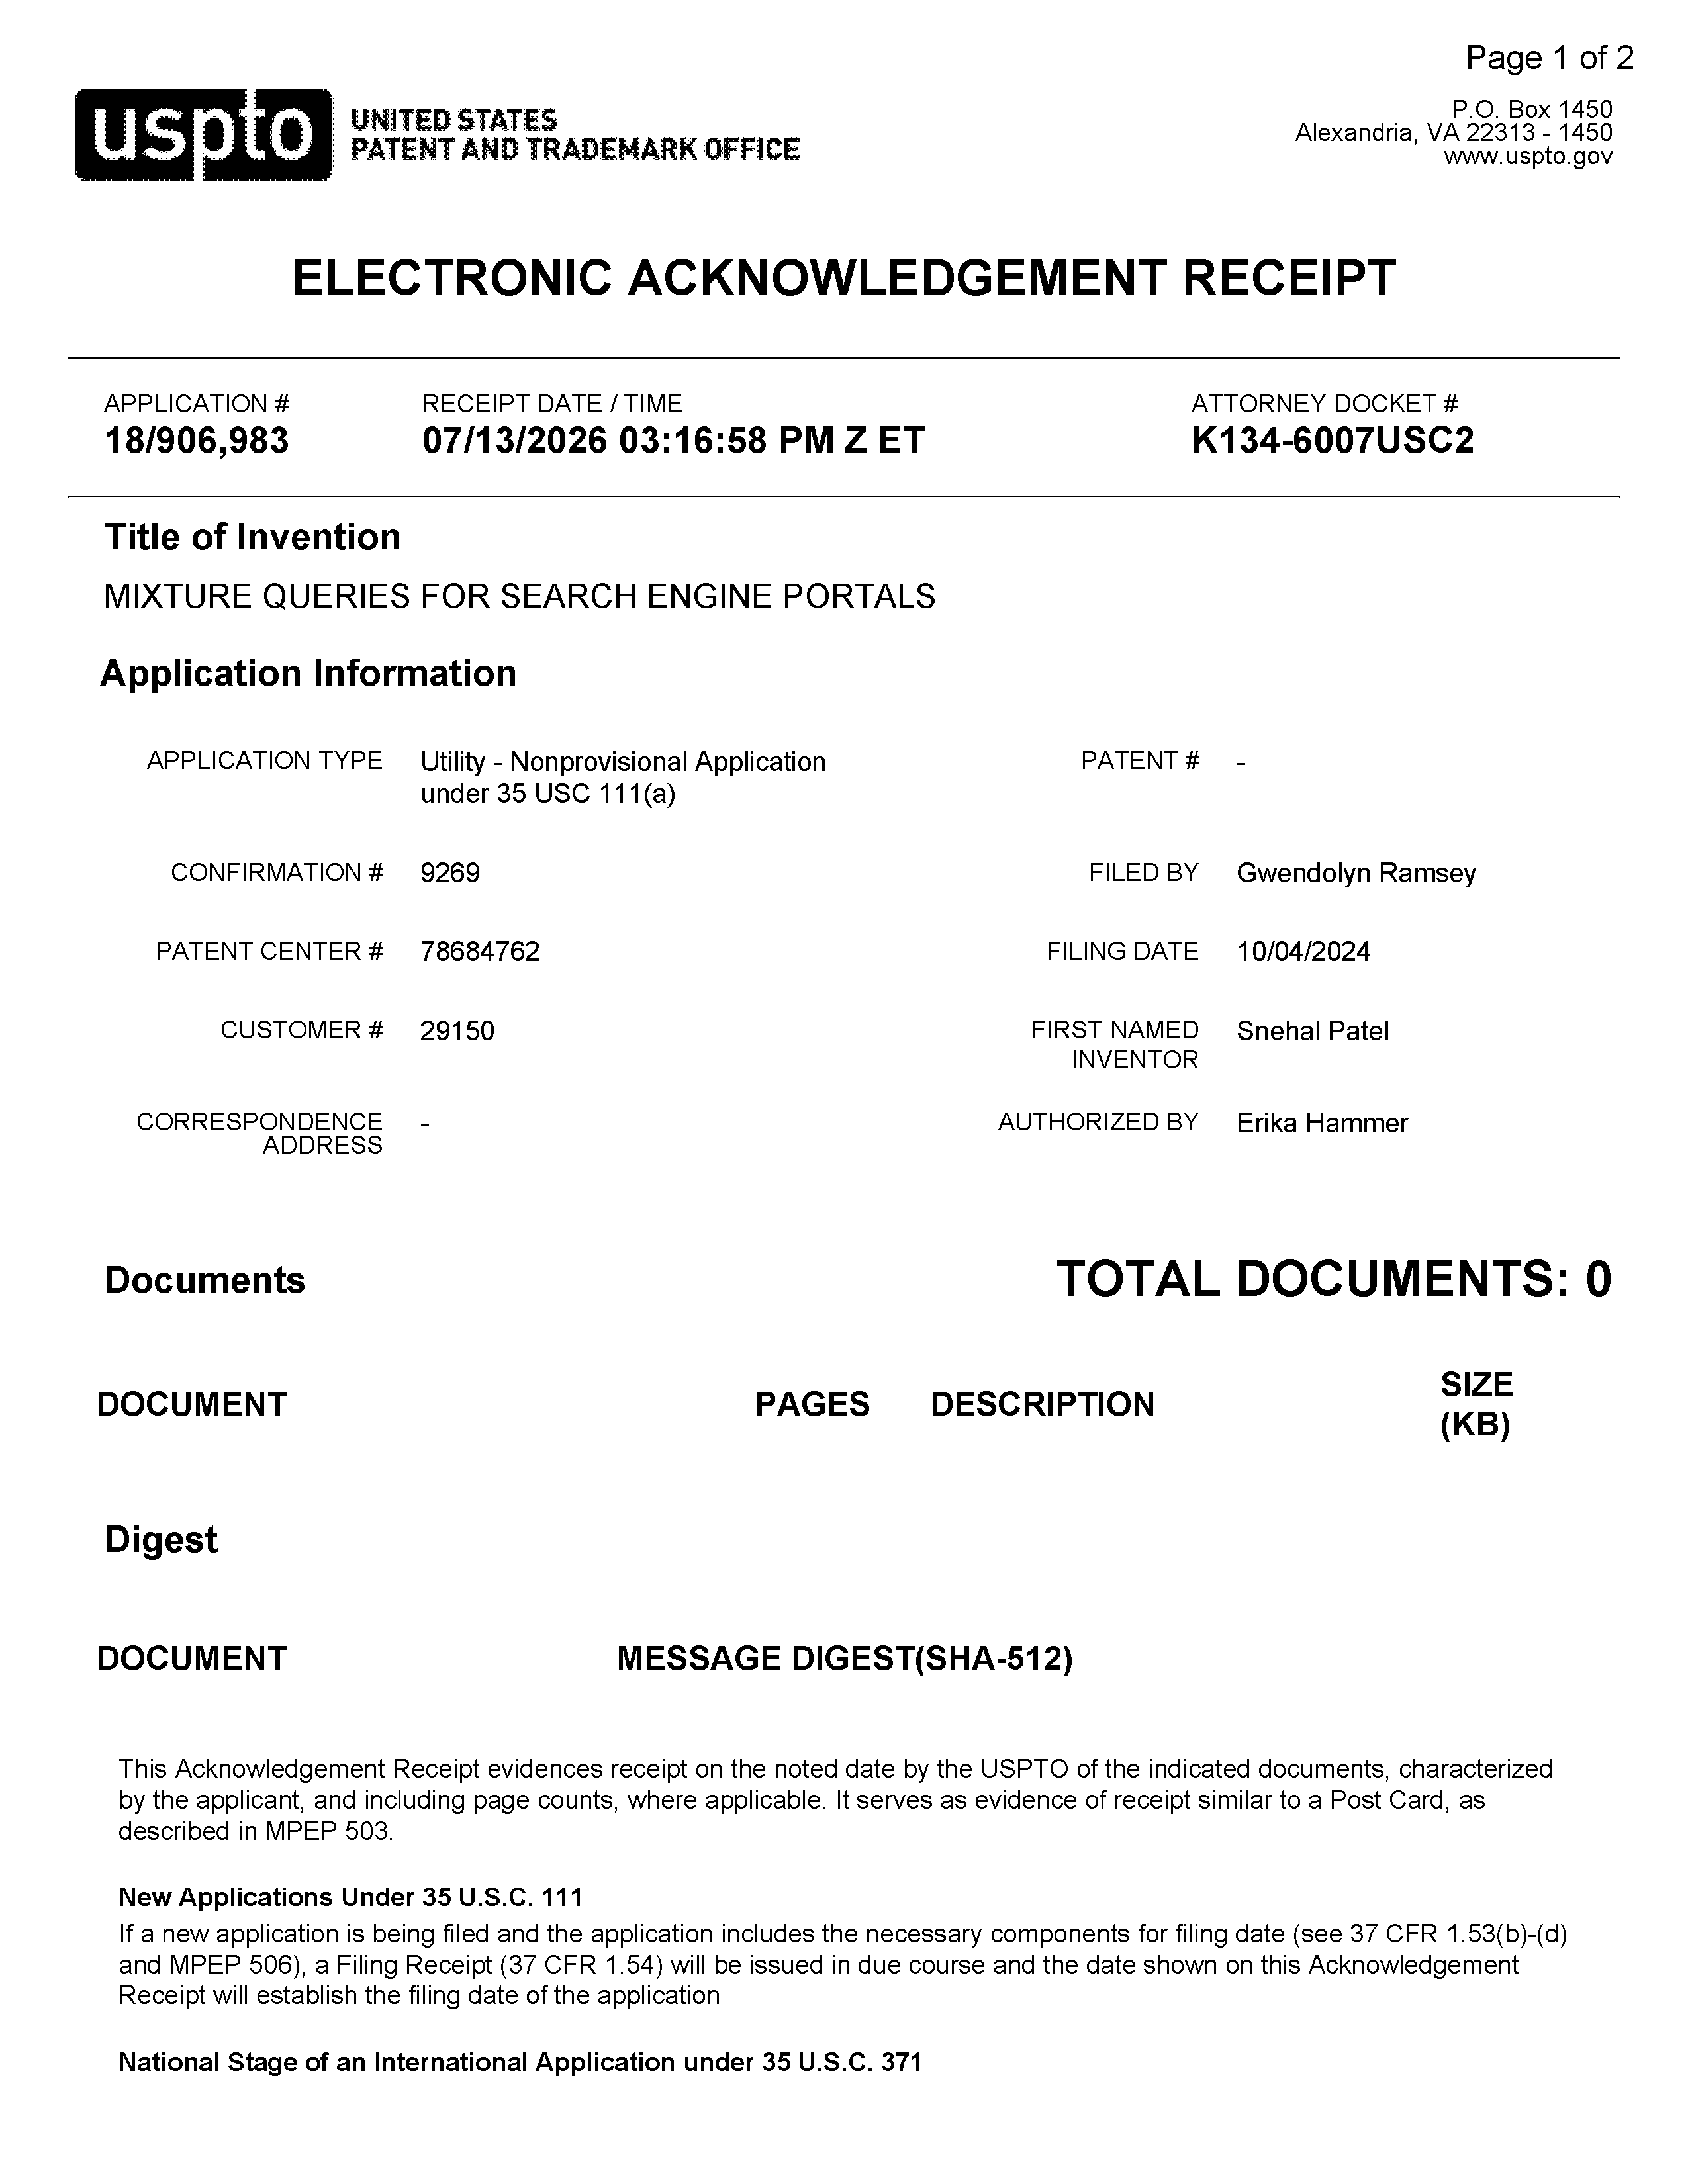 Page 1 of 2
uspto
UNITED STATES
PATENT AND TRADEMARK OFFICE
P.O. Box 1450
Alexandria, VA 22313 - 1450
www.uspto.gov
ELECTRONIC ACKNOWLEDGEMENT RECEIPT
APPLICATION #
18/906,983
RECEIPT DATE / TIME
07/13/2026 03:16:58 PM Z ET
ATTORNEY DOCKET #
K134-6007USC2
Title of Invention
MIXTURE QUERIES FOR SEARCH ENGINE PORTALS
Application Information
APPLICATION TYPE
Utility - Nonprovisional Application
under 35 USC 111(a)
PATENT #
-
CONFIRMATION #
9269
FILED BY
Gwendolyn Ramsey
PATENT CENTER #
78684762
FILING DATE
10/04/2024
CUSTOMER #
29150
FIRST NAMED
INVENTOR
Snehal Patel
CORRESPONDENCE
ADDRESS
-
AUTHORIZED BY
Erika Hammer
Documents
TOTAL DOCUMENTS: 0
DOCUMENT
PAGES
DESCRIPTION
SIZE
(KB)
Digest
DOCUMENT
MESSAGE DIGEST(SHA-512)
This Acknowledgement Receipt evidences receipt on the noted date by the USPTO of the indicated documents, characterized
by the applicant, and including page counts, where applicable. It serves as evidence of receipt similar to a Post Card, as
described in MPEP 503.
New Applications Under 35 U.S.C. 111
If a new application is being filed and the application includes the necessary components for filing date (see 37 CFR 1.53(b)-(d)
and MPEP 506), a Filing Receipt (37 CFR 1.54) will be issued in due course and the date shown on this Acknowledgement
Receipt will establish the filing date of the application
National Stage of an International Application under 35 U.S.C. 371